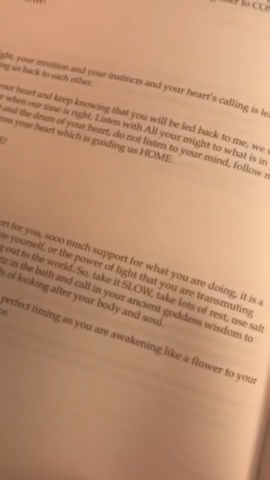 to CO
ght, your intuition and your instincts and your heart's calling is le
ng us back to each other.
your heart and keep knowing that you will be led back to me, we
when our time is right. Listen with All your might to what is in
and the drum of your heart, do not listen to your mind, follow
your heart which is guiding us HOME.
ort for you, sooo much support for what you are doing, it is a
yourself, or the power of light that you are transmuting
out to the world. So, take it SLOW, take lots of rest, use salt
in the bath and call in your ancient goddess wisdom to
of looking after your body and soul.
perfect timing as you are awakening like a flower to your